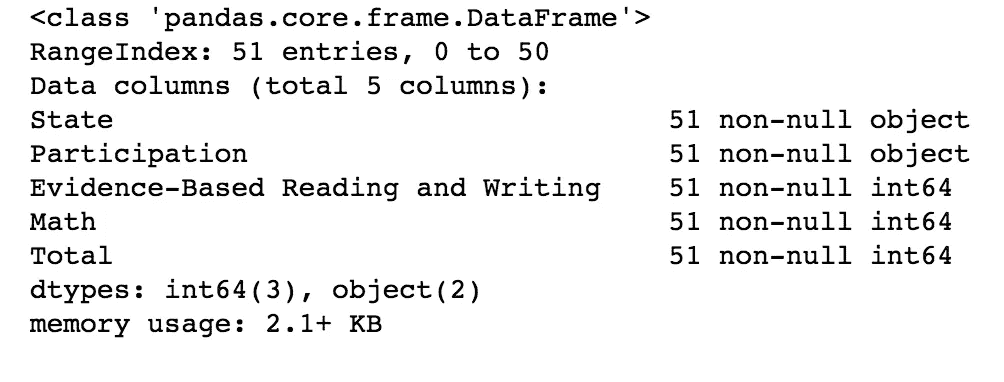 <class 'pandas.core.frame.DataFrame'>
RangeIndex: 51 entries, 0 to 50
Data columns (total 5 columns):
State                                  51 non-null object
Participation                          51 non-null object
Evidence-Based Reading and Writing     51 non-null int64
Math                                   51 non-null int64
Total                                  51 non-null int64
dtypes: int64(3), object(2)
memory usage: 2.1+ KB